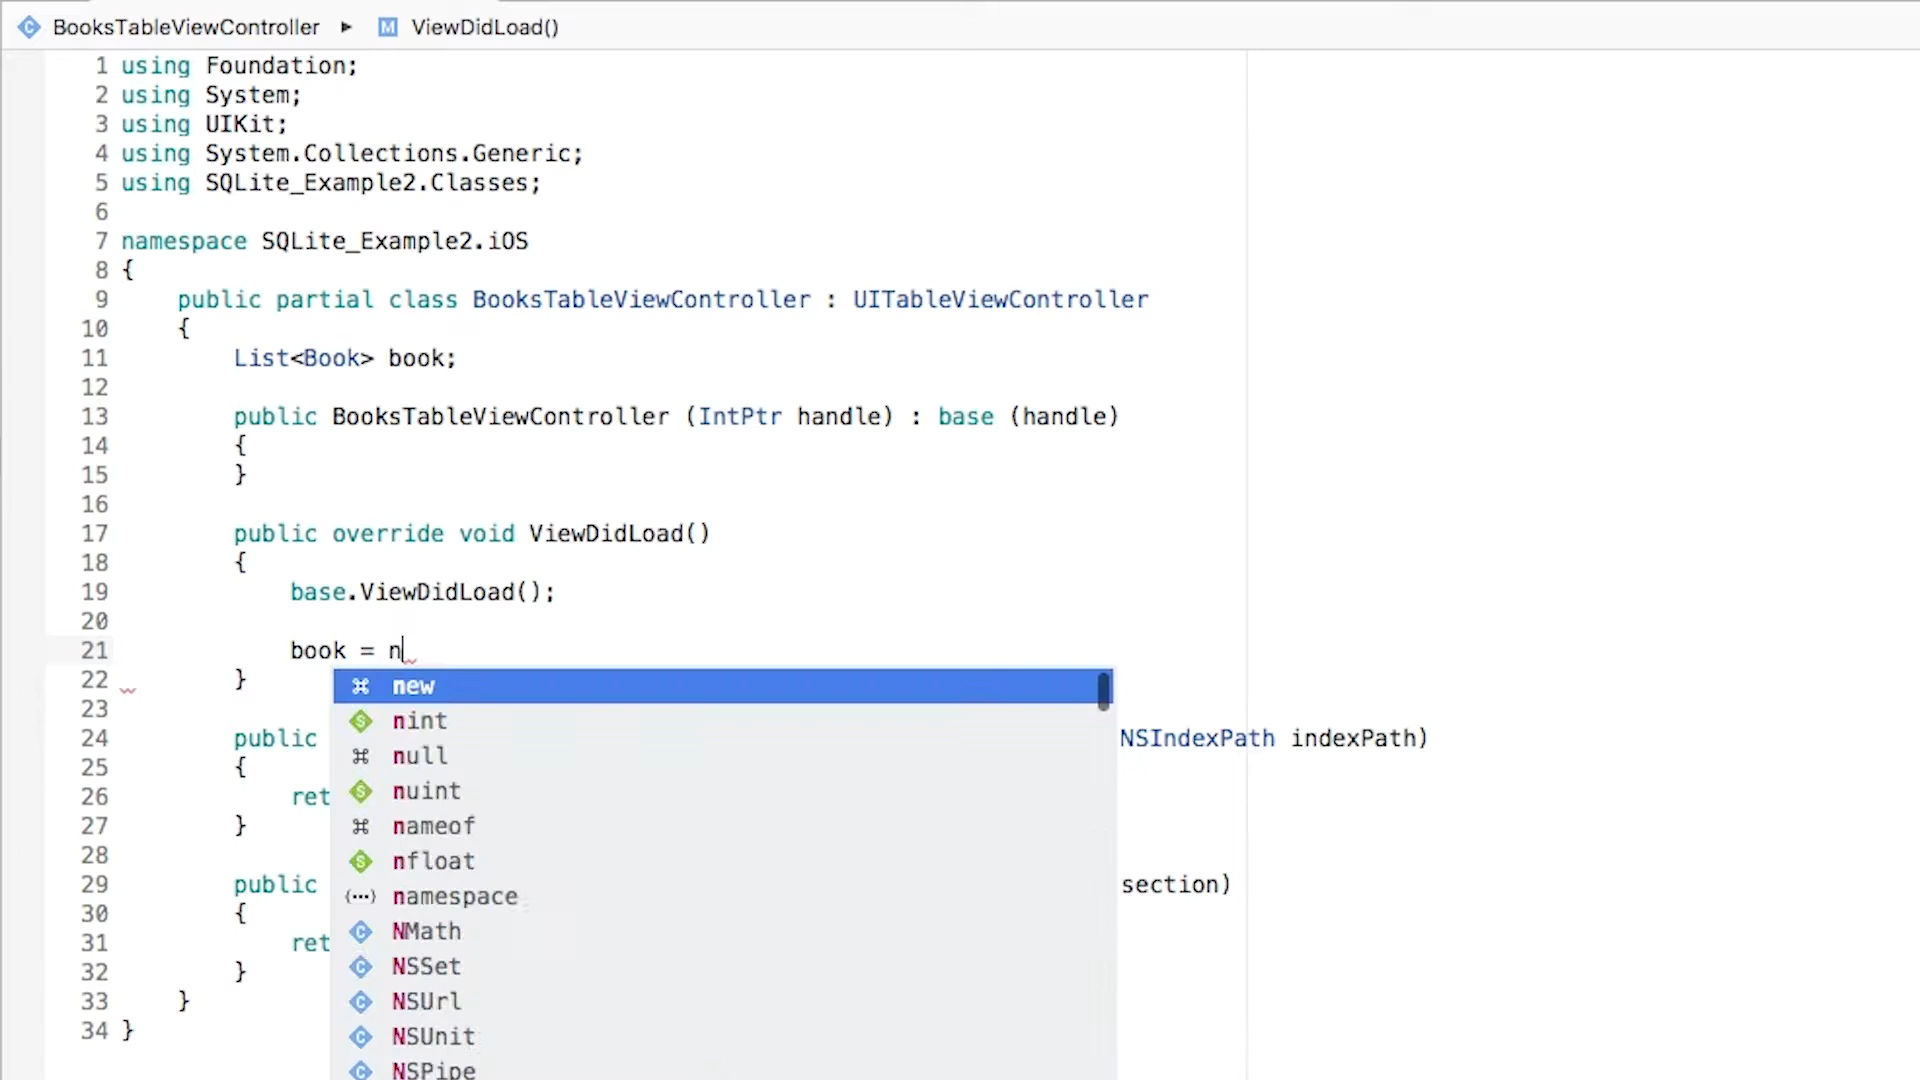 BooksTableViewController ▸ M ViewDidLoad()
1 using Foundation;
2 using System;
3 using UIKit;
4 using System.Collections.Generic;
5 using SQLite_Example2.Classes;
6
7 namespace SQLite_Example2.iOS
8 {
9 public partial class BooksTableViewController : UITableViewController
10 {
11 List<Book> book;
12
13 public BooksTableViewController (IntPtr handle) : base (handle)
14 {
15 }
16
17 public override void ViewDidLoad()
18 {
19 base.ViewDidLoad();
20
21 book = n
22 }
new
nint
23
24 public NSIndexPath indexPath)
null
25 {
nuint
26 ret
27 }
nameof
28
nfloat
29 public section)
namespace
30 {
NMath
31 ret
32 }
NSSet
33 }
NSUrl
34 }
NSUnit
NSPipe